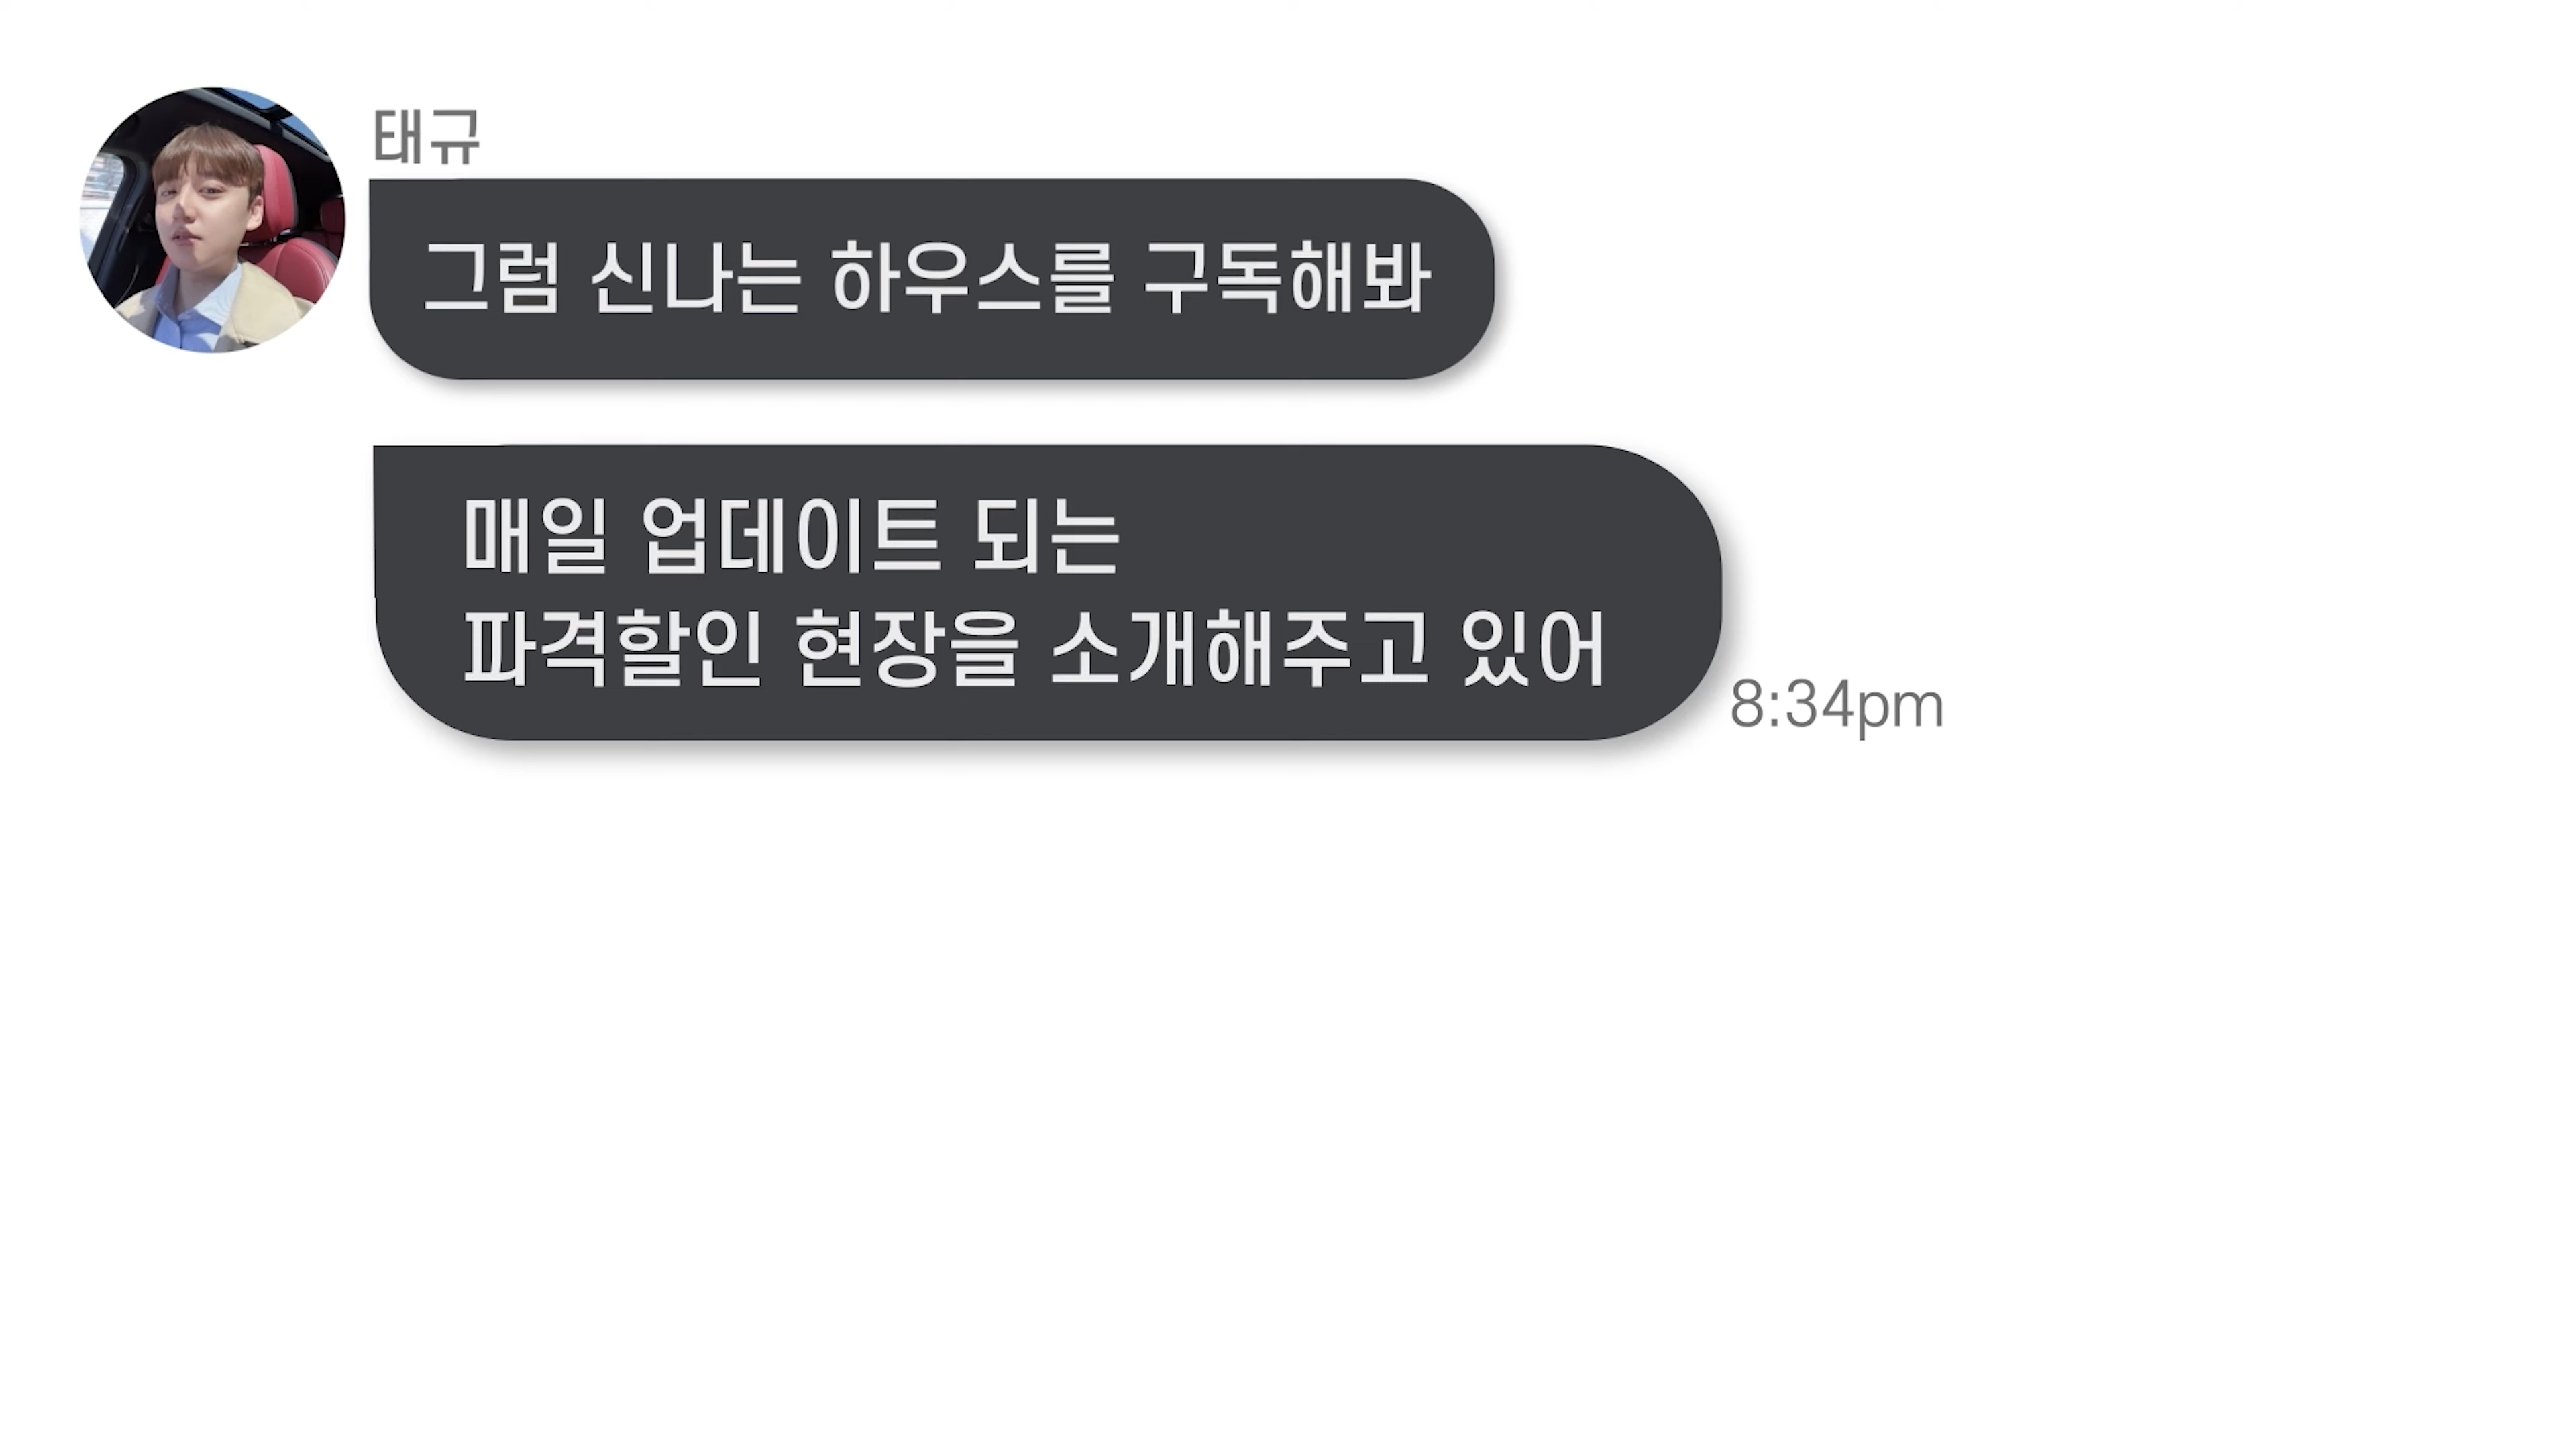 태규
그럼 신나는 하우스를 구독해봐
매일 업데이트 되는
파격할인 현장을 소개해주고 있어
8:34pm